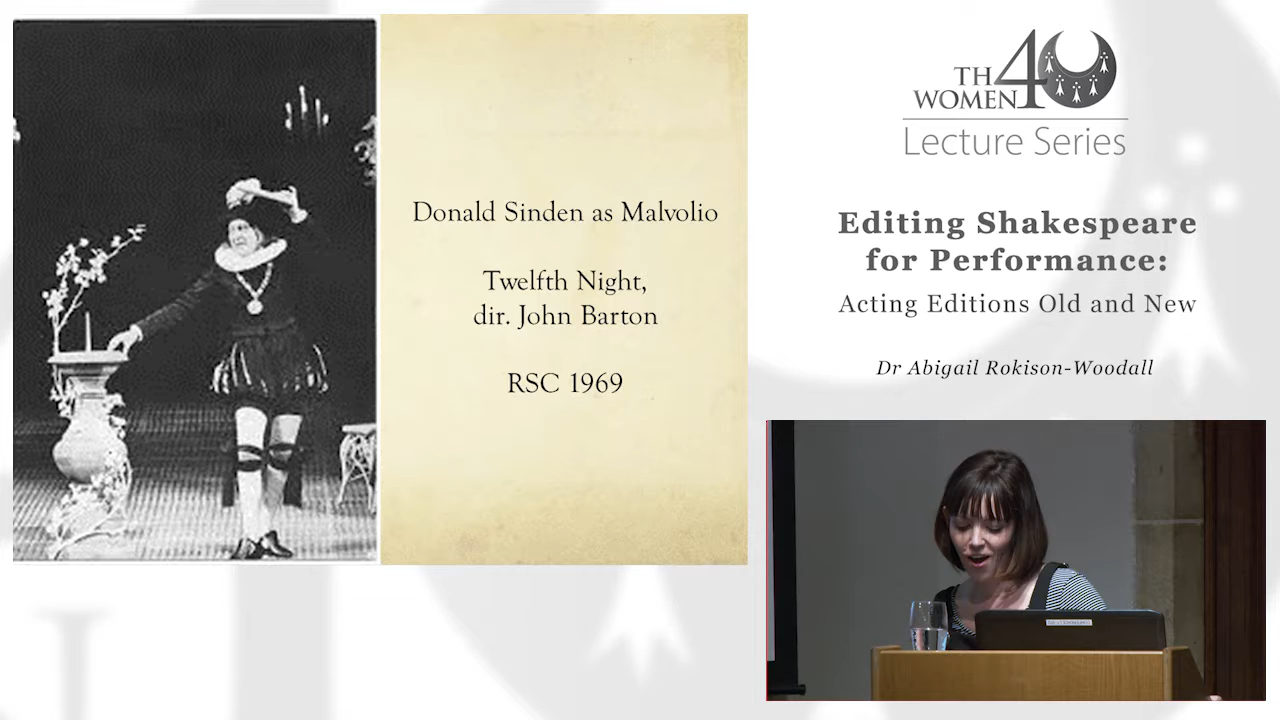 Donald Sinden as Malvolio
Twelfth Night,
dir. John Barton
RSC 1969
TH 40
WOMEN
Lecture Series
Editing Shakespeare
for Performance:
Acting Editions Old and New
Dr Abigail Rokison-Woodall